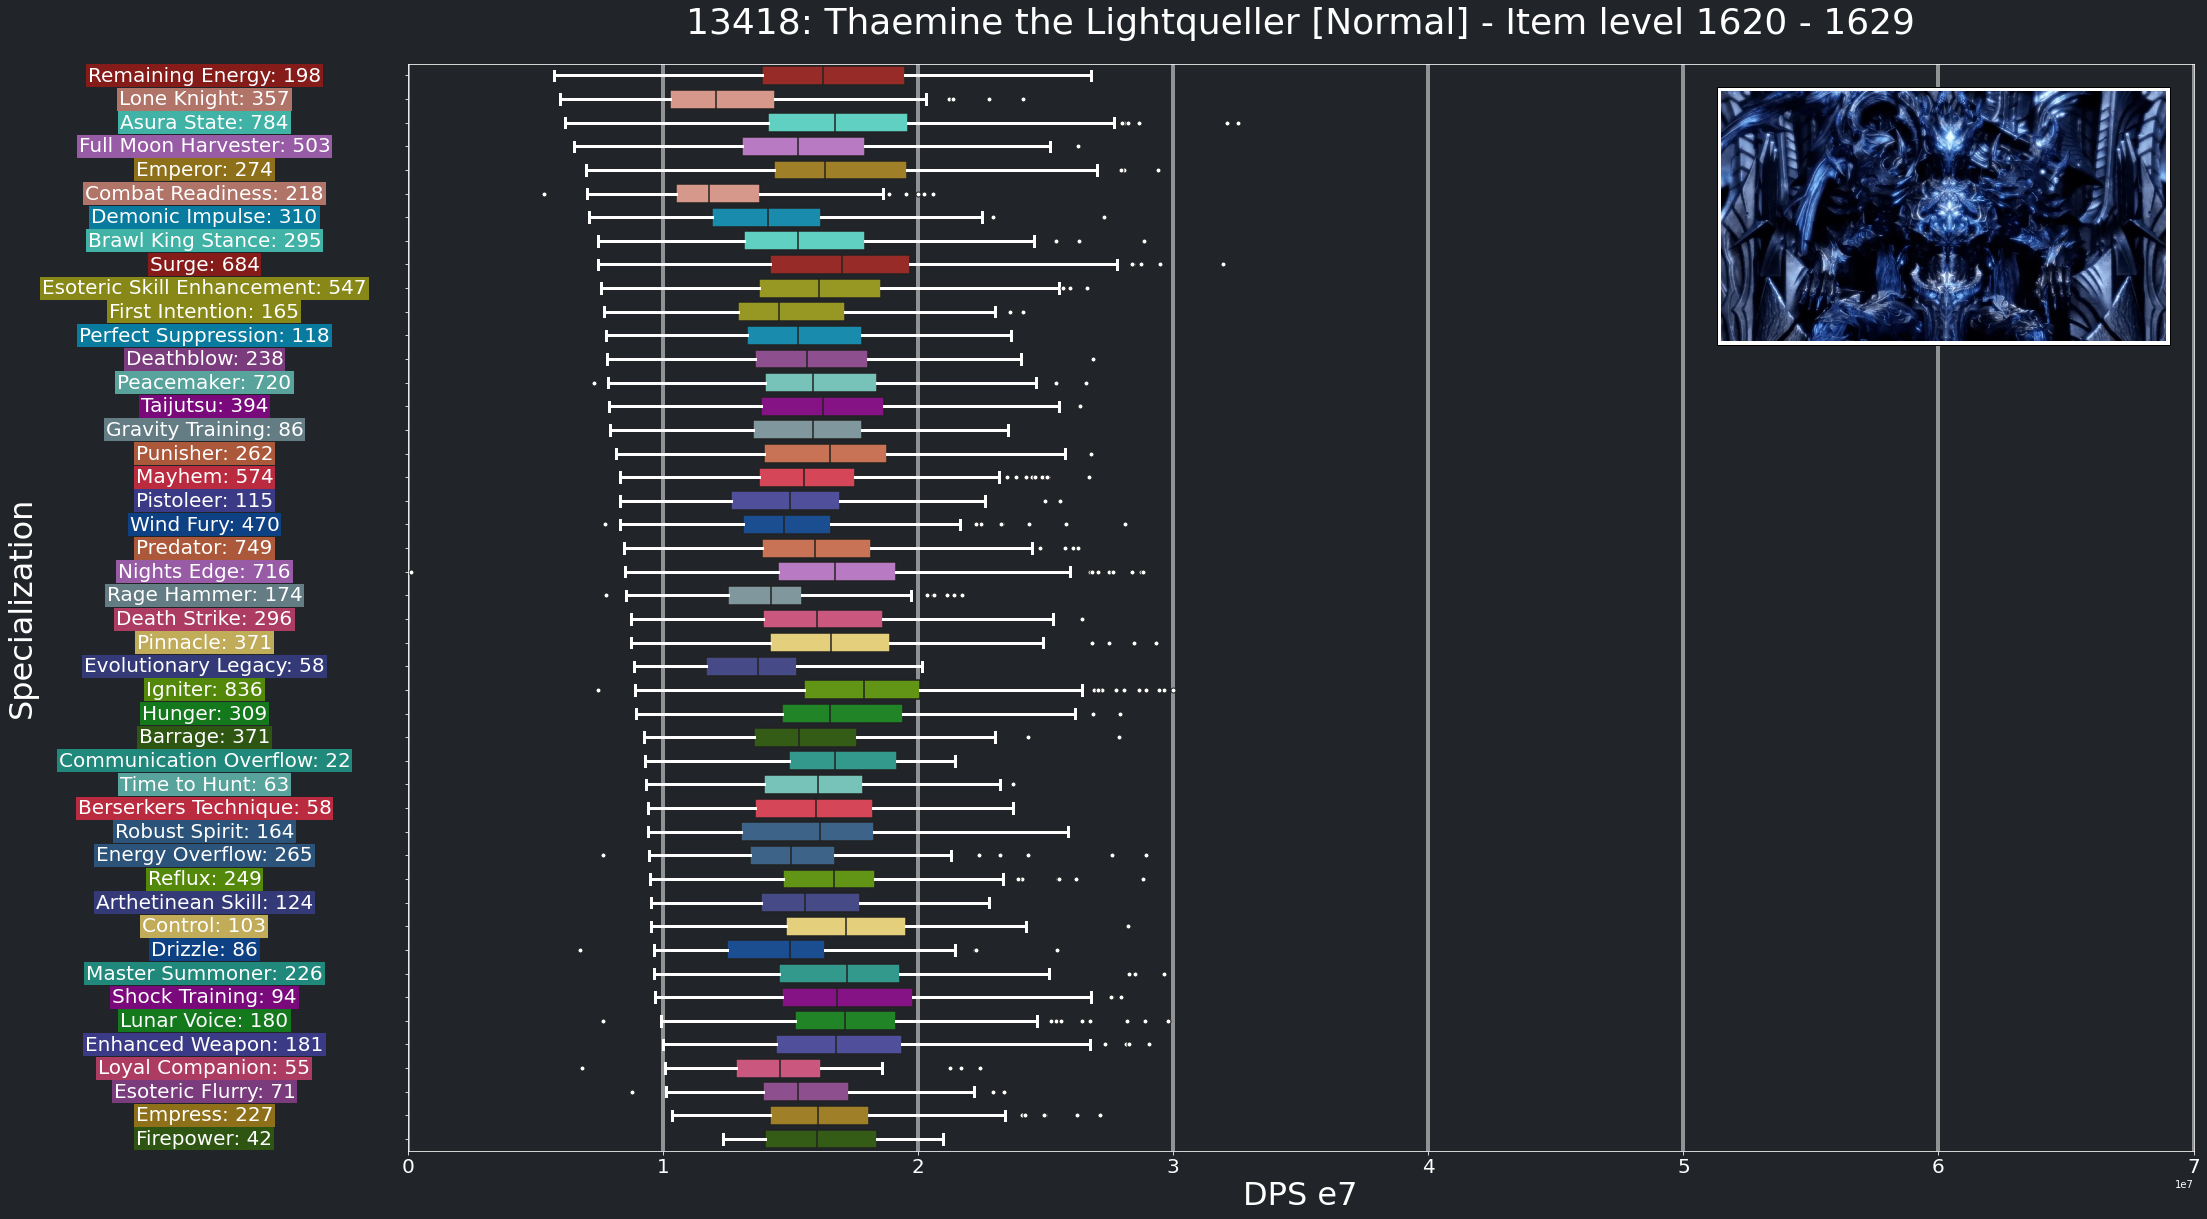 13418: Thaemine the Lightqueller [Normal] - Item level 1620 - 1629
Specialization
Remaining Energy: 198
Lone Knight: 357
Asura State: 784
Full Moon Harvester: 503
Emperor: 274
Combat Readiness: 218
Demonic Impulse: 310
Brawl King Stance: 295
Surge: 684
Esoteric Skill Enhancement: 547
First Intention: 165
Perfect Suppression: 118
Deathblow: 238
Peacemaker: 720
Taijutsu: 394
Gravity Training: 86
Punisher: 262
Mayhem: 574
Pistoleer: 115
Wind Fury: 470
Predator: 749
Nights Edge: 716
Rage Hammer: 174
Death Strike: 296
Pinnacle: 371
Evolutionary Legacy: 58
Igniter: 836
Hunger: 309
Barrage: 371
Communication Overflow: 22
Time to Hunt: 63
Berserkers Technique: 58
Robust Spirit: 164
Energy Overflow: 265
Reflux: 249
Arthetinean Skill: 124
Control: 103
Drizzle: 86
Master Summoner: 226
Shock Training: 94
Lunar Voice: 180
Enhanced Weapon: 181
Loyal Companion: 55
Esoteric Flurry: 71
Empress: 227
Firepower: 42
0 1 2 3 4 5 6 7
1e7
DPS e7